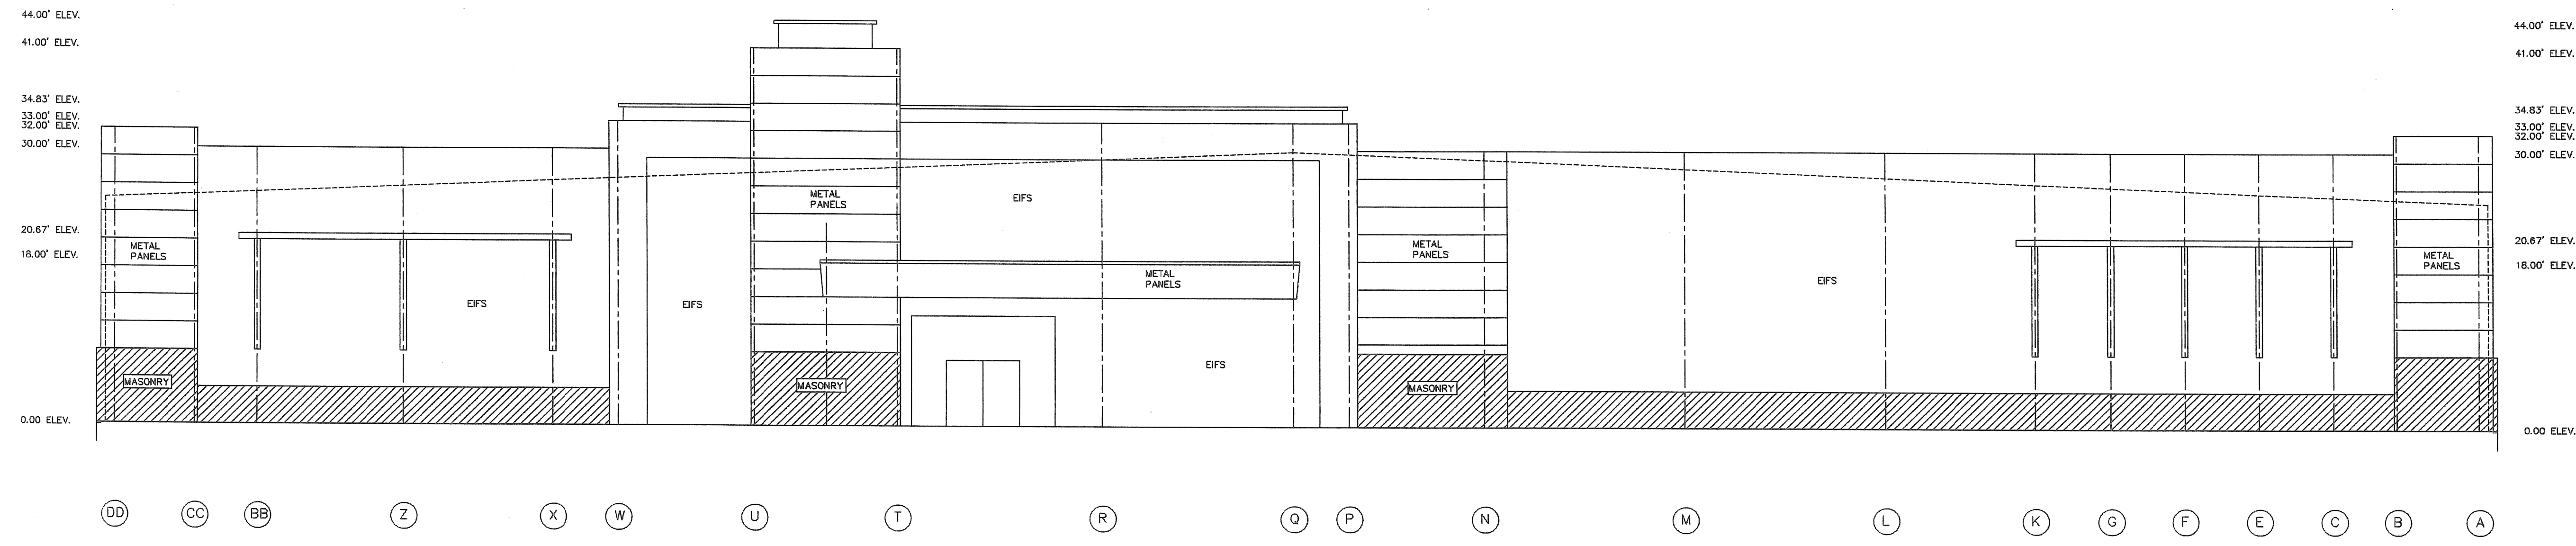 44.00' ELEV.
41.00' ELEV.
34.83' ELEV.
33.00' ELEV.
32.00' ELEV.
30.00' ELEV.
20.67' ELEV.
18.00' ELEV.
0.00 ELEV.
METAL
PANELS
MASONRY
EIFS
EIFS
METAL
PANELS
MASONRY
EIFS
METAL
PANELS
EIFS
METAL
PANELS
MASONRY
EIFS
METAL
PANELS
44.00' ELEV.
41.00' ELEV.
34.83' ELEV.
33.00' ELEV.
32.00' ELEV.
30.00' ELEV.
20.67' ELEV.
18.00' ELEV.
0.00 ELEV.
DD CC BB Z X W U T R Q P N M L K G F E C B A